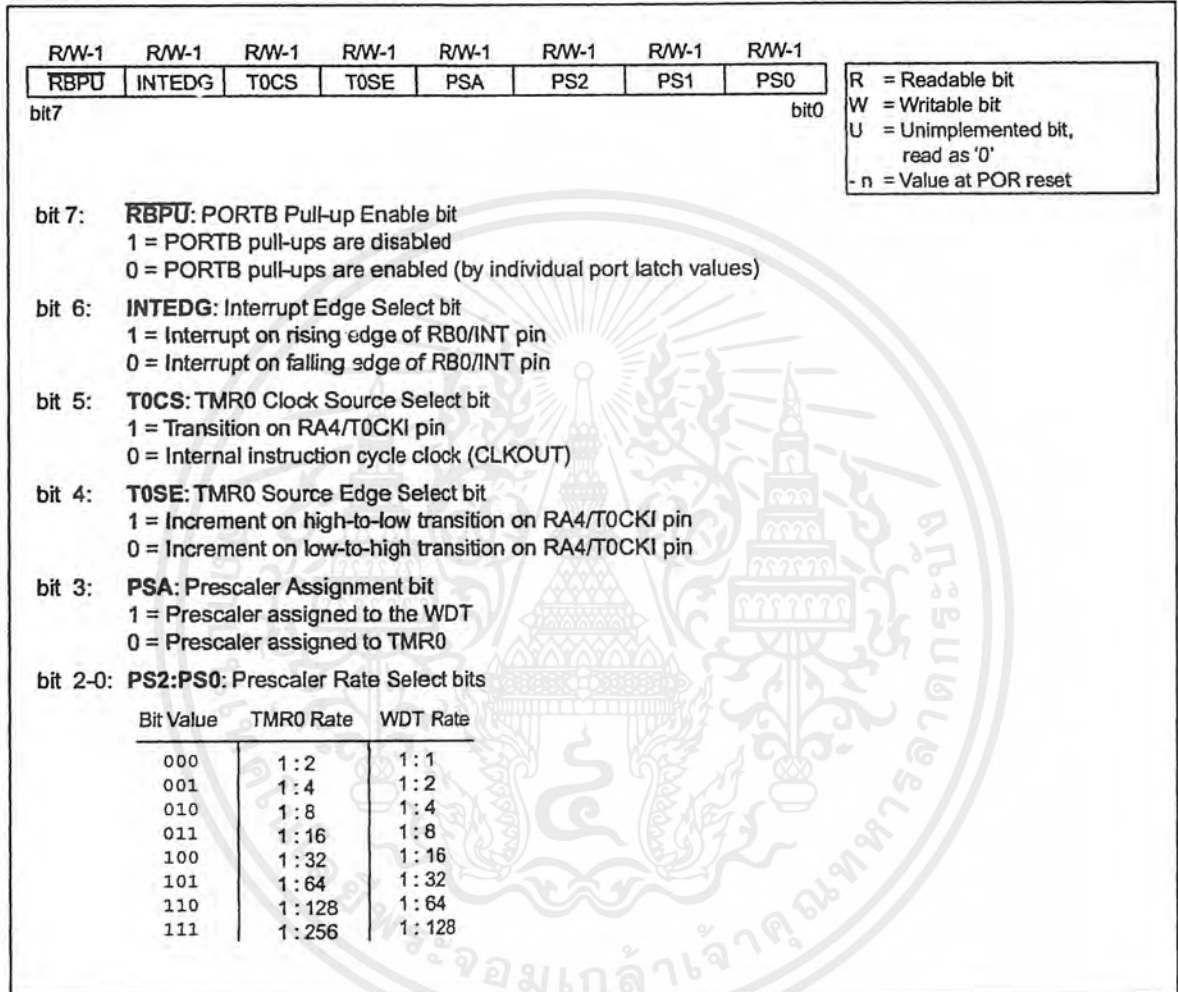 R/W-1 R/W-1 R/W-1 R/W-1 R/W-1 R/W-1 R/W-1 R/W-1
RBPU INTEDG T0CS T0SE PSA PS2 PS1 PS0
bit7 bit0
R = Readable bit
W = Writable bit
U = Unimplemented bit,
read as '0'
- n = Value at POR reset
bit 7: RBPU: PORTB Pull-up Enable bit
1 = PORTB pull-ups are disabled
0 = PORTB pull-ups are enabled (by individual port latch values)
bit 6: INTEDG: Interrupt Edge Select bit
1 = Interrupt on rising edge of RB0/INT pin
0 = Interrupt on falling edge of RB0/INT pin
bit 5: T0CS: TMR0 Clock Source Select bit
1 = Transition on RA4/T0CKI pin
0 = Internal instruction cycle clock (CLKOUT)
bit 4: T0SE: TMR0 Source Edge Select bit
1 = Increment on high-to-low transition on RA4/T0CKI pin
0 = Increment on low-to-high transition on RA4/T0CKI pin
bit 3: PSA: Prescaler Assignment bit
1 = Prescaler assigned to the WDT
0 = Prescaler assigned to TMR0
bit 2-0: PS2:PS0: Prescaler Rate Select bits
Bit Value TMR0 Rate WDT Rate
000 1 : 2 1 : 1
001 1 : 4 1 : 2
010 1 : 8 1 : 4
011 1 : 16 1 : 8
100 1 : 32 1 : 16
101 1 : 64 1 : 32
110 1 : 128 1 : 64
111 1 : 256 1 : 128